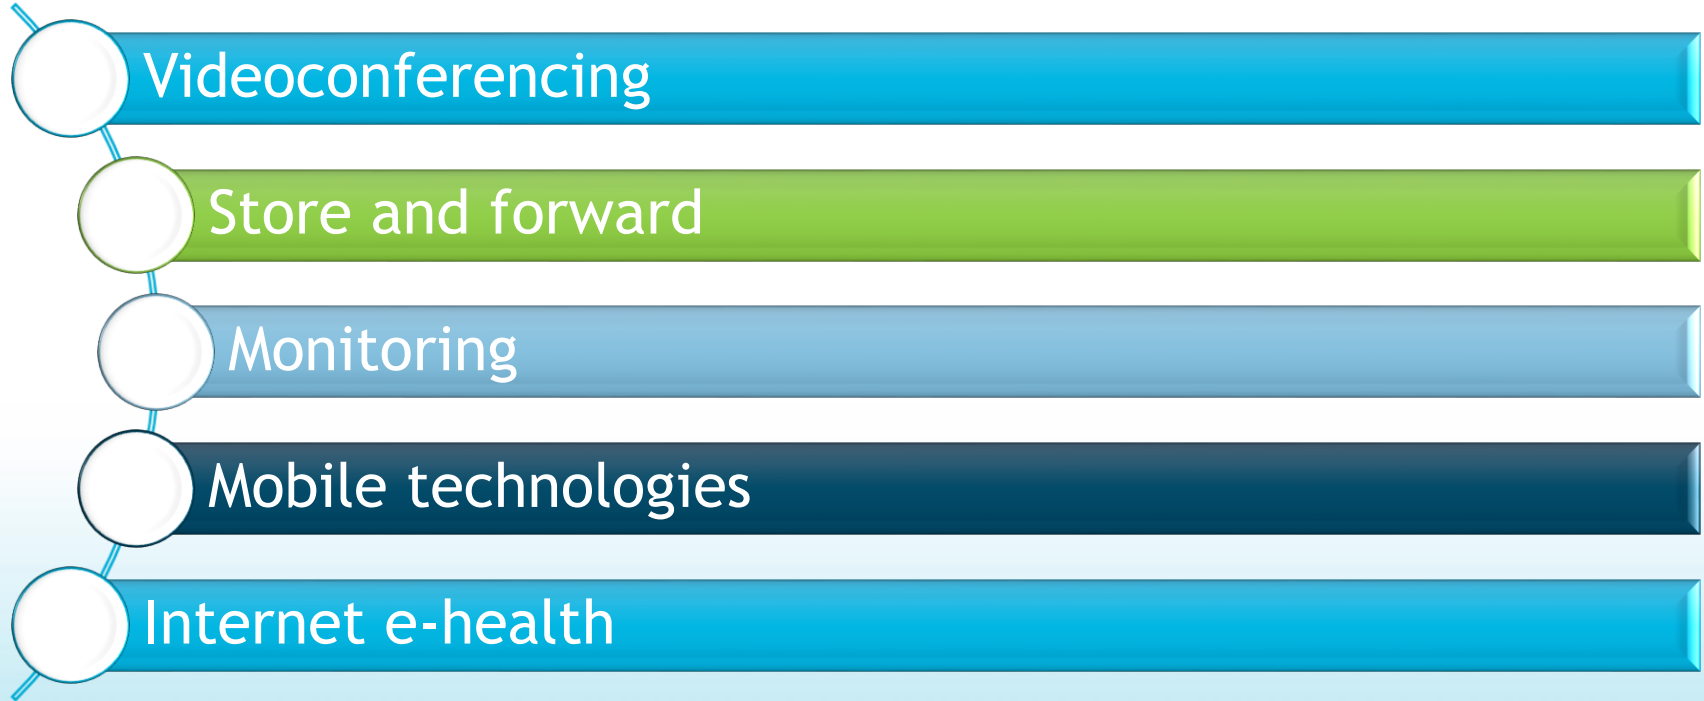 Videoconferencing
Store and forward
Monitoring
Mobile technologies
Internet e-health